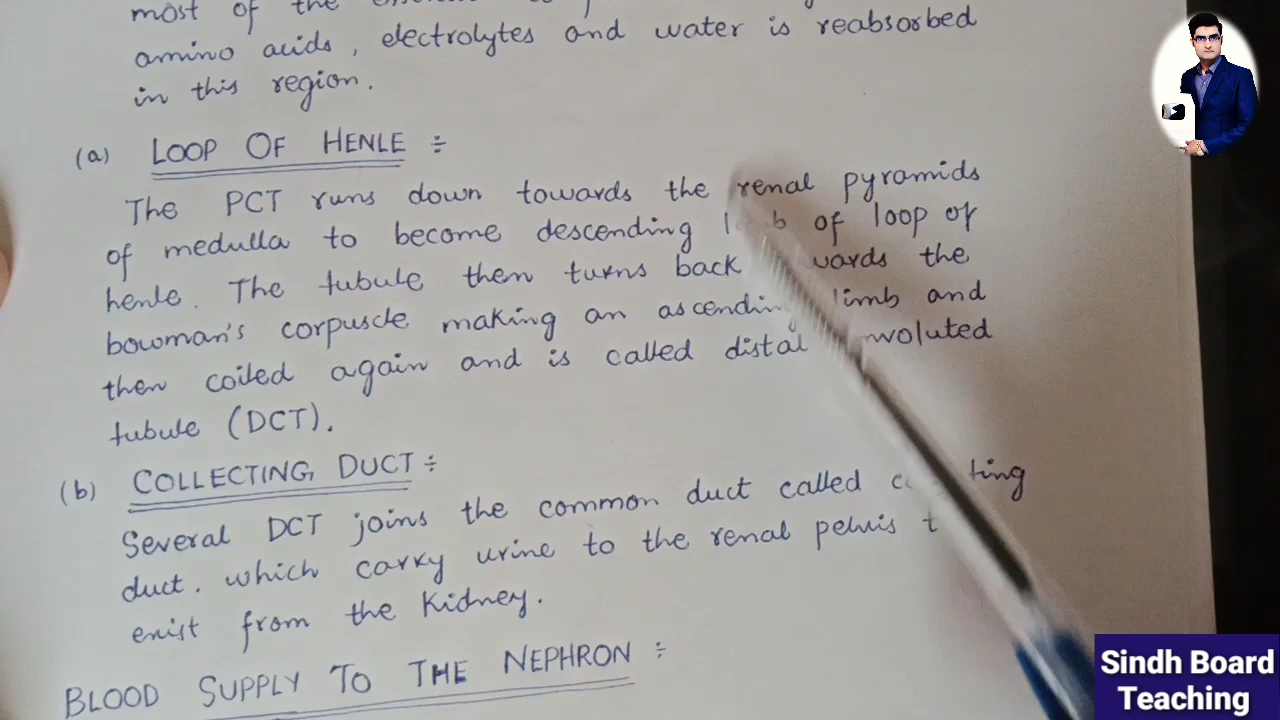 most of the
amino acids, electrolytes and water is reabsorbed
in this region.
(a) LOOP OF HENLE ÷
The PCT runs down towards the renal pyramids
of medulla to become descending of loop of
henle. The tubule then turns back the
bowman's corpuscle making an ascending limb and
then coiled again and is called distal
tubule (DCT).
(b) COLLECTING DUCT ÷
Several DCT joins the common duct called
duct. which carry urine to the renal pelvis
exist from the Kidney.
BLOOD SUPPLY TO THE NEPHRON ÷
Sindh Board
Teaching